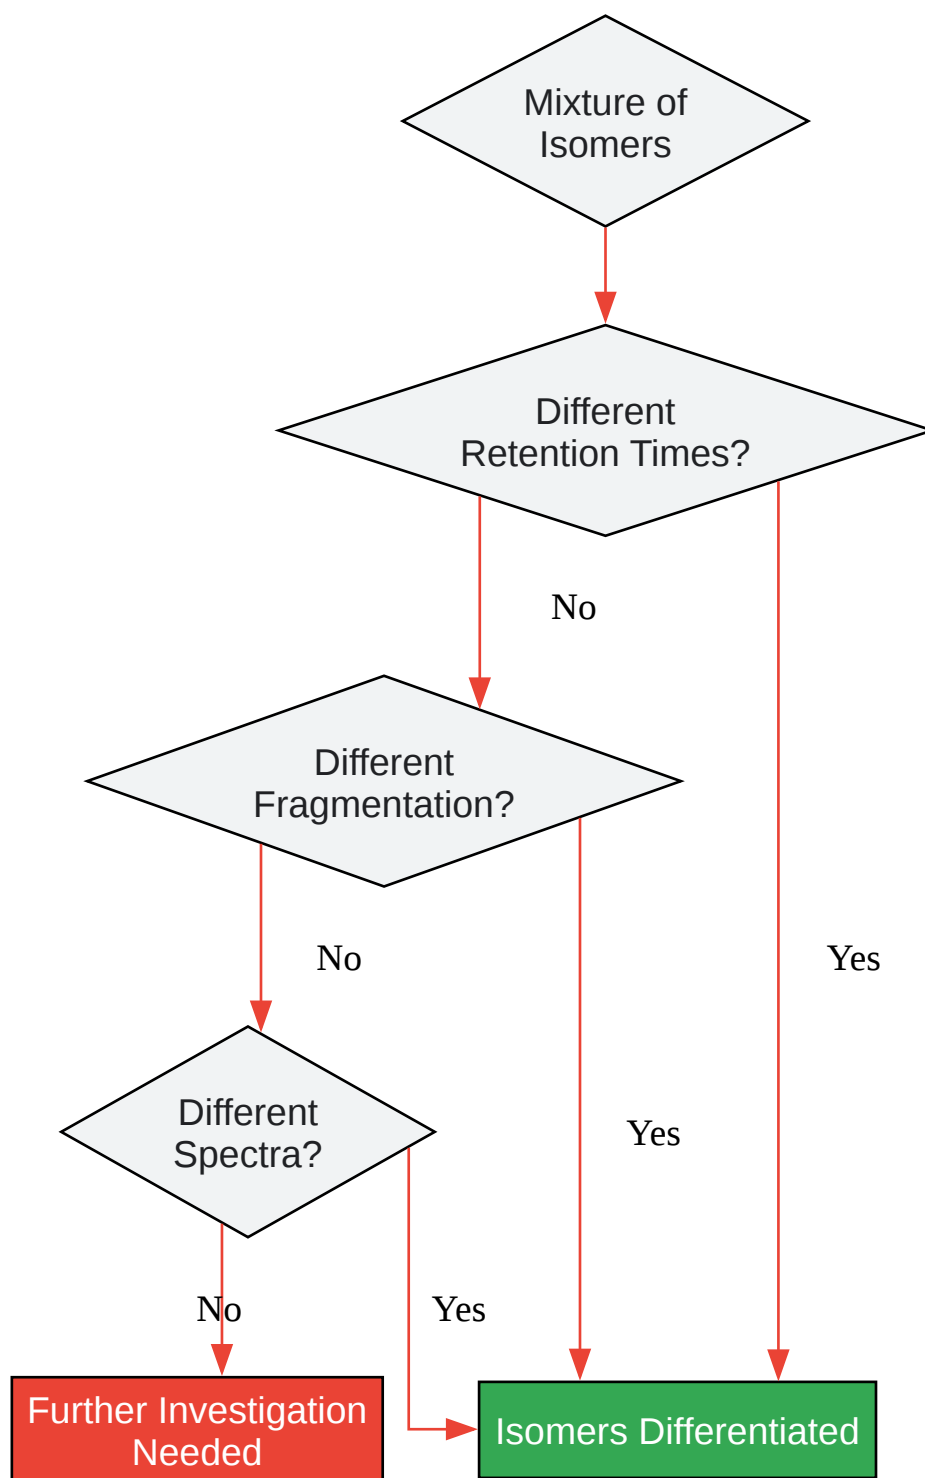 Mixture of
Isomers
Different
Retention Times?
No
Different
Fragmentation?
No
Yes
Different
Spectra?
Yes
No
Yes
Further Investigation
Needed
Isomers Differentiated